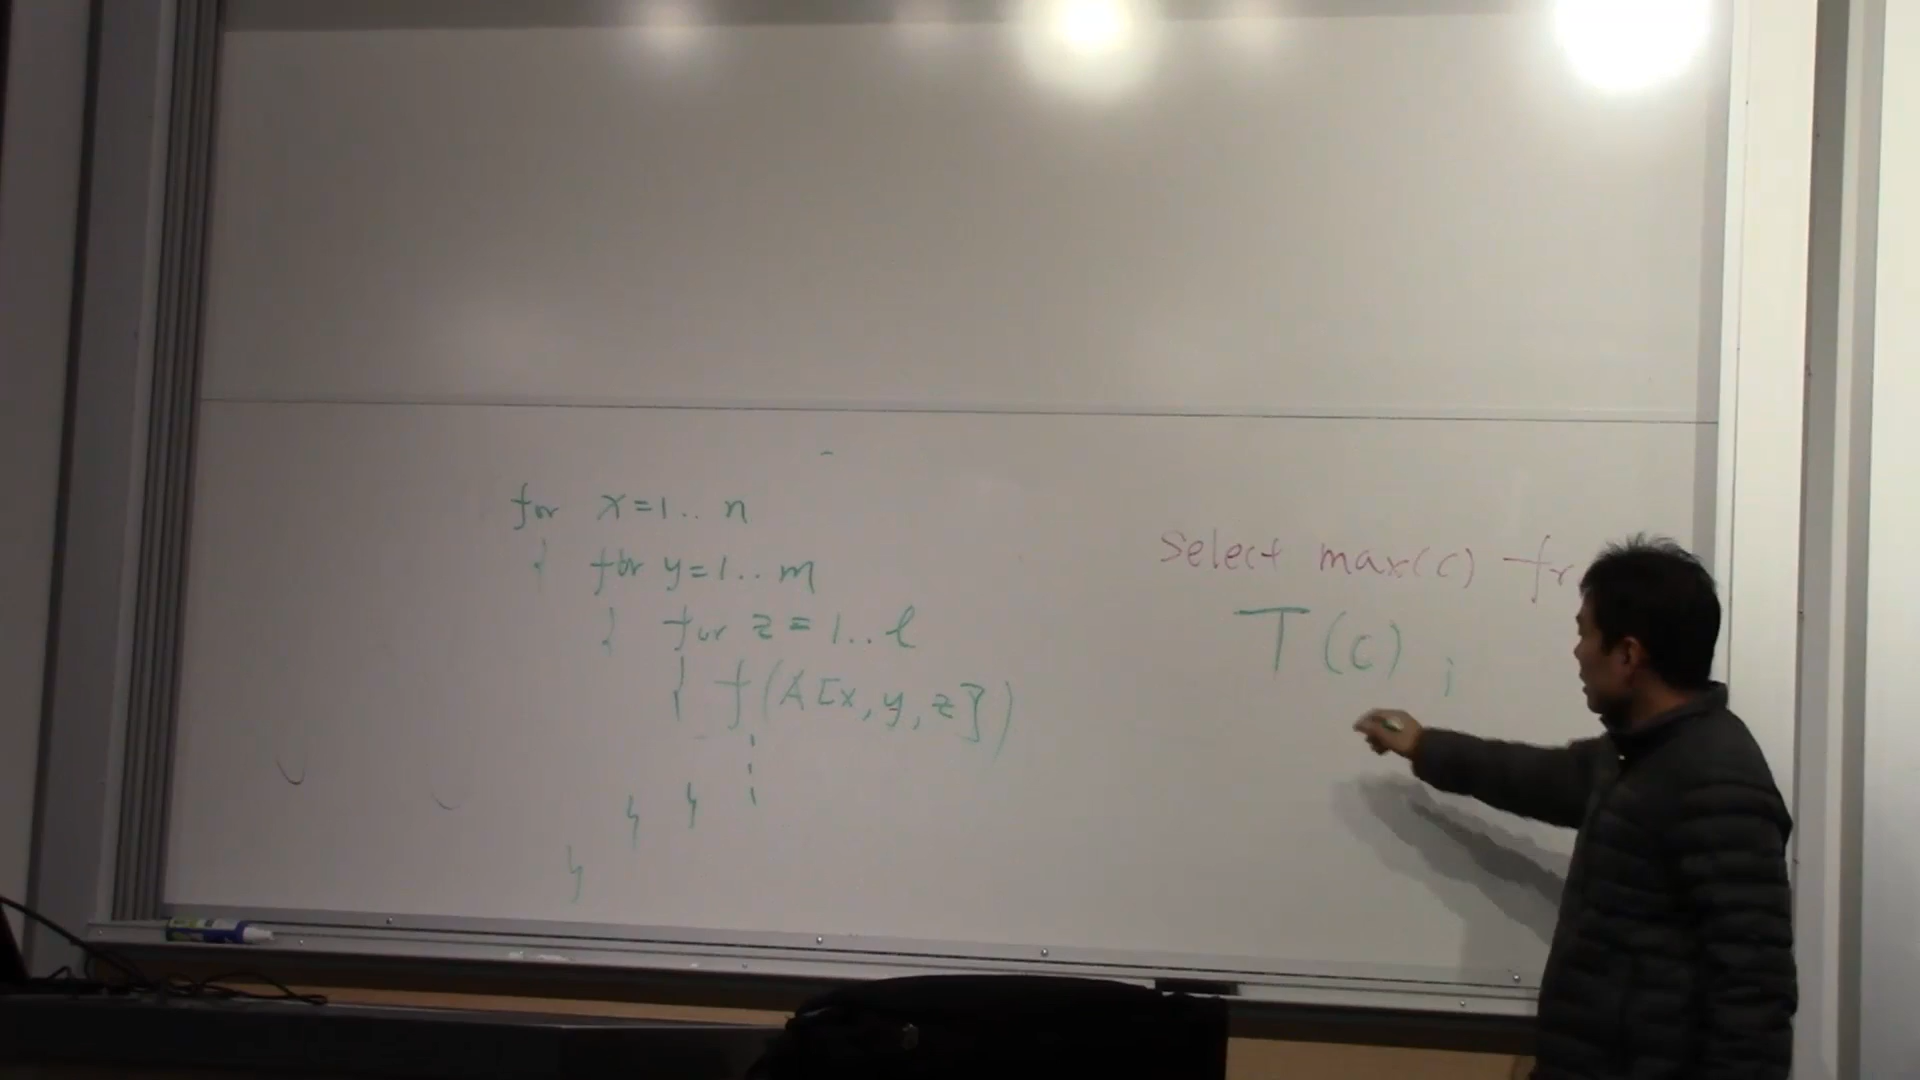 for x=1.. n
{ for y=1.. m
{ for z=1.. l
{ f(A[x,y,z])
}
}
}
Select max(c) fr
T(c) ;